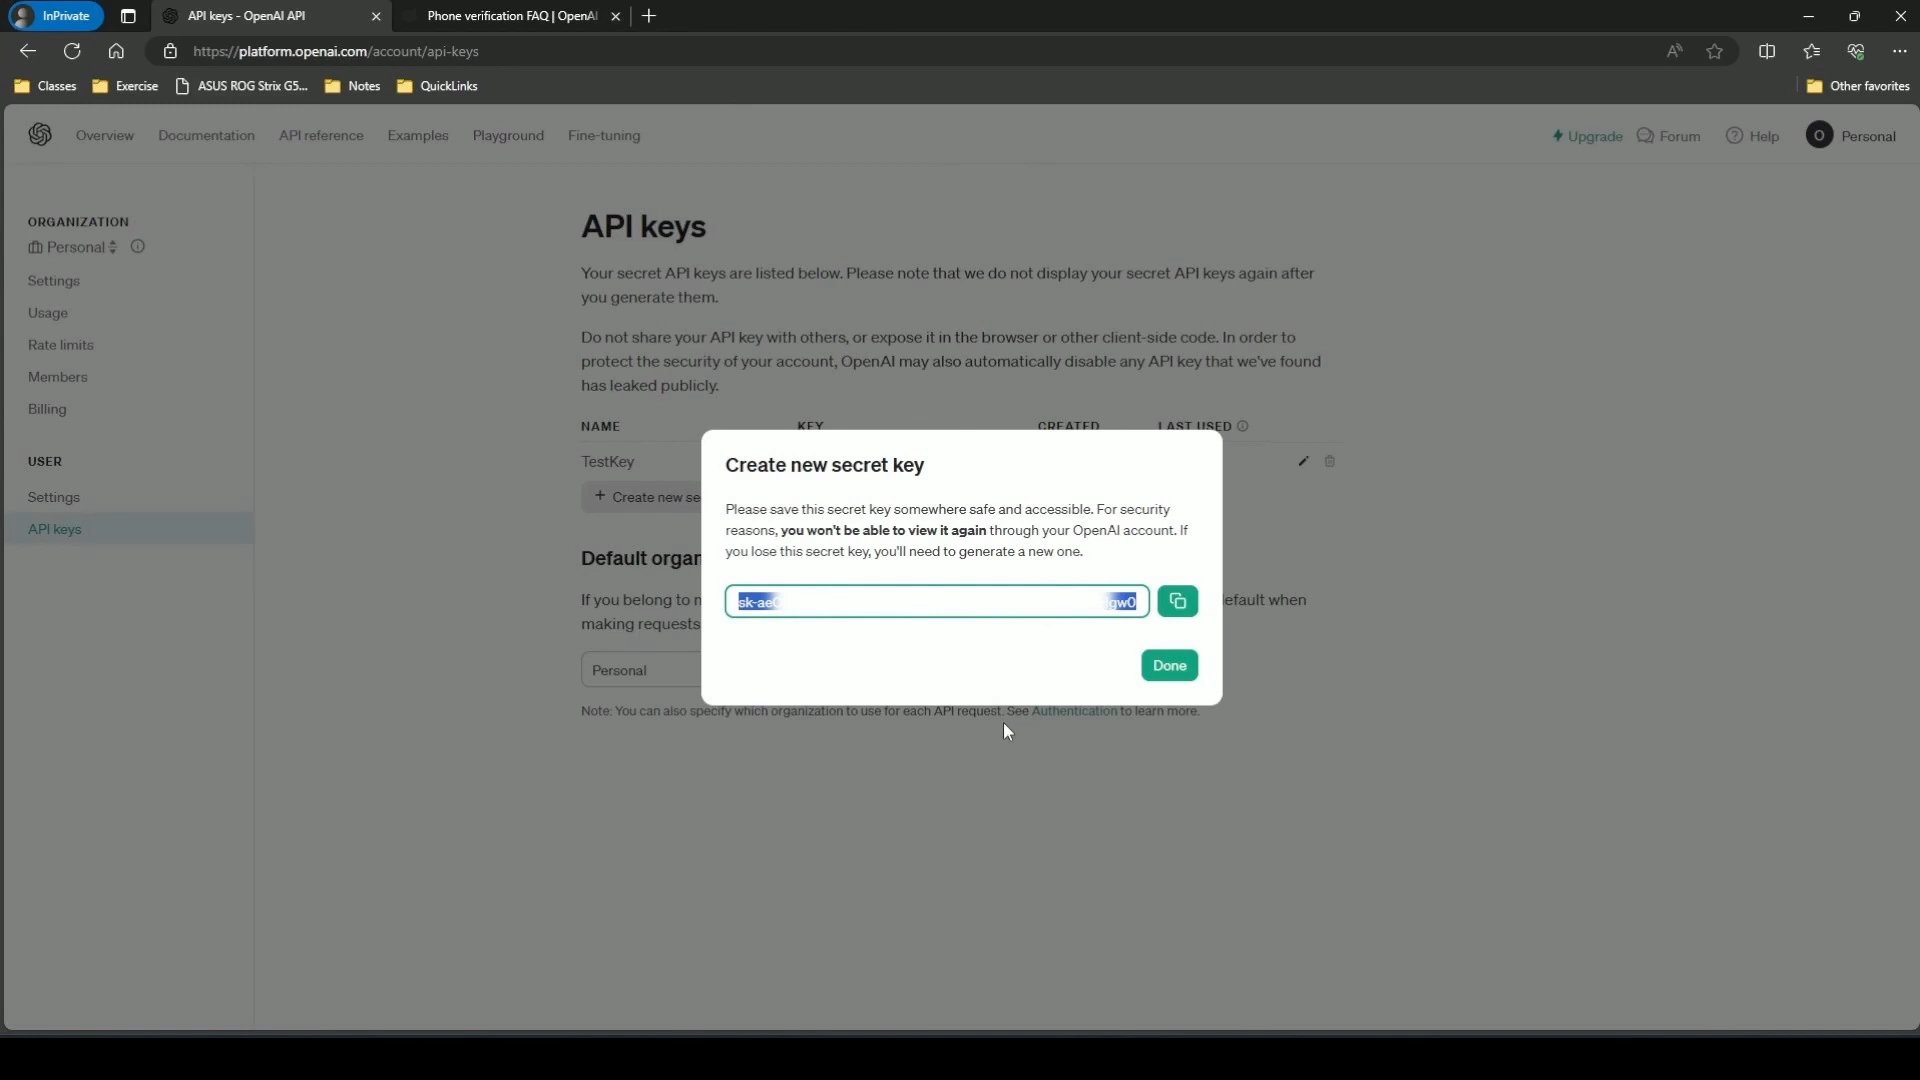 InPrivate
API keys - OpenAI API
Phone verification FAQ | OpenAI
https://platform.openai.com/account/api-keys
Classes
Exercise
ASUS ROG Strix G5...
Notes
QuickLinks
Other favorites
Overview
Documentation
API reference
Examples
Playground
Fine-tuning
Upgrade
Forum
Help
O
Personal
ORGANIZATION
Personal
Settings
Usage
Rate limits
Members
Billing
USER
Settings
API keys
API keys
Your secret API keys are listed below. Please note that we do not display your secret API keys again after
you generate them.
Do not share your API key with others, or expose it in the browser or other client-side code. In order to
protect the security of your account, OpenAI may also automatically disable any API key that we've found
has leaked publicly.
NAME KEY CREATED LAST USED
TestKey
+ Create new se
Default organ
If you belong to
making requests
efault when
Personal
Note: You can also specify which organization to use for each API request. See Authentication to learn more.
Create new secret key
Please save this secret key somewhere safe and accessible. For security
reasons, you won't be able to view it again through your OpenAI account. If
you lose this secret key, you'll need to generate a new one.
Done